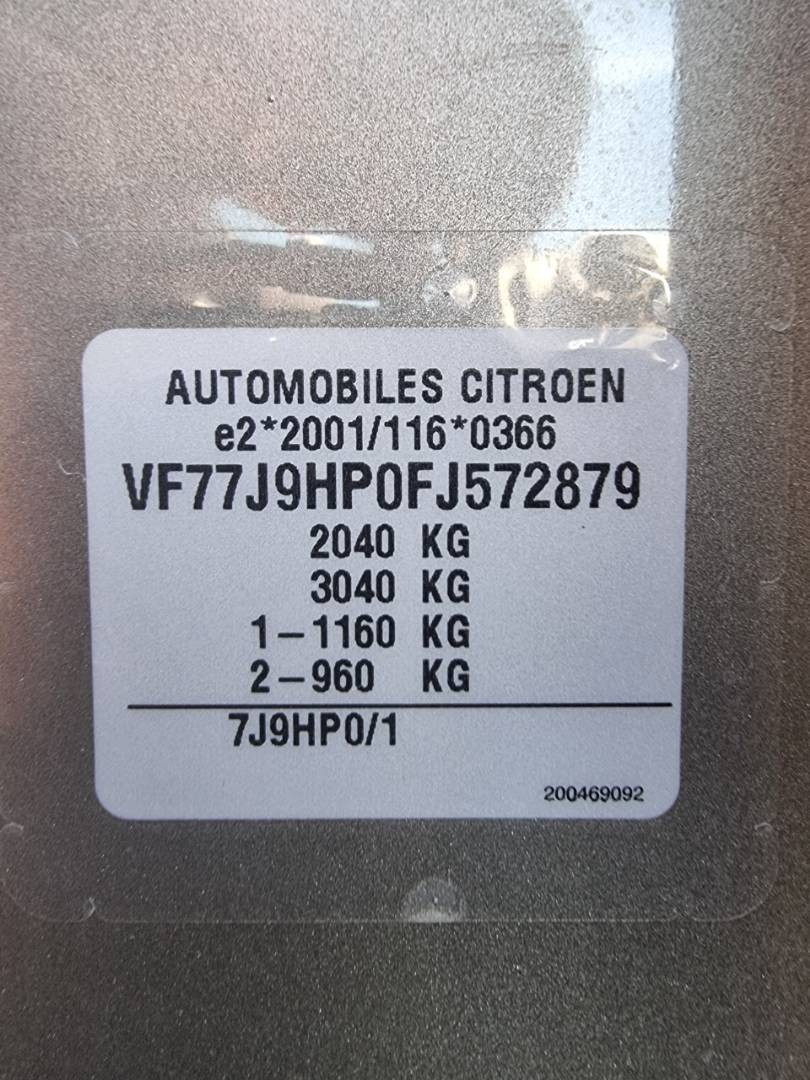 AUTOMOBILES CITROEN
e2*2001/116*0366
VF77J9HP0FJ572879
2040 KG
3040 KG
1-1160 KG
2-960 KG
7J9HP0/1
200469092